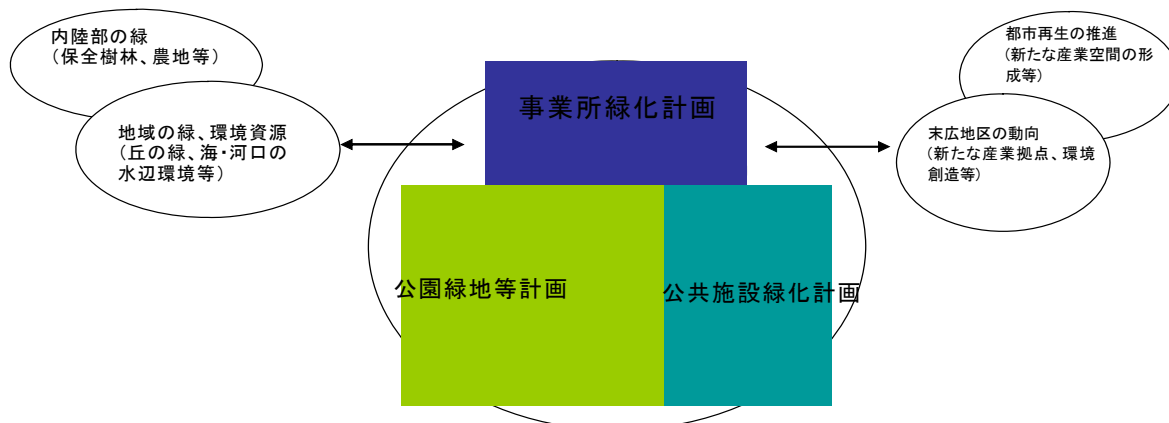 内陸部の緑
(保全樹林、農地等)
地域の緑、環境資源
(丘の緑、海・河口の
水辺環境等)
事業所緑化計画
公園緑地等計画
公共施設緑化計画
都市再生の推進
(新たな産業空間の形
成等)
末広地区の動向
(新たな産業拠点、環境
創造等)